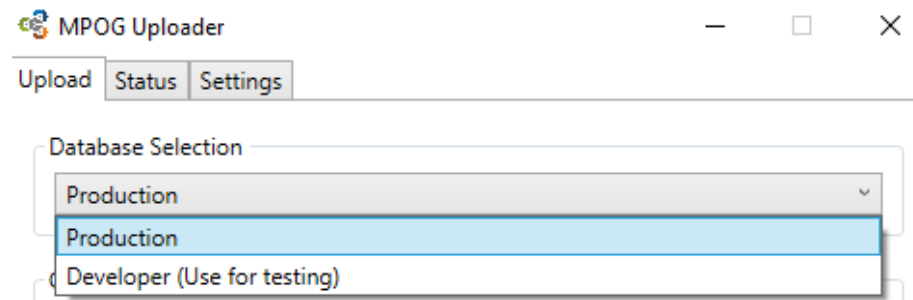 MPOG Uploader
Upload Status Settings
Database Selection
Production
Production
Developer (Use for testing)